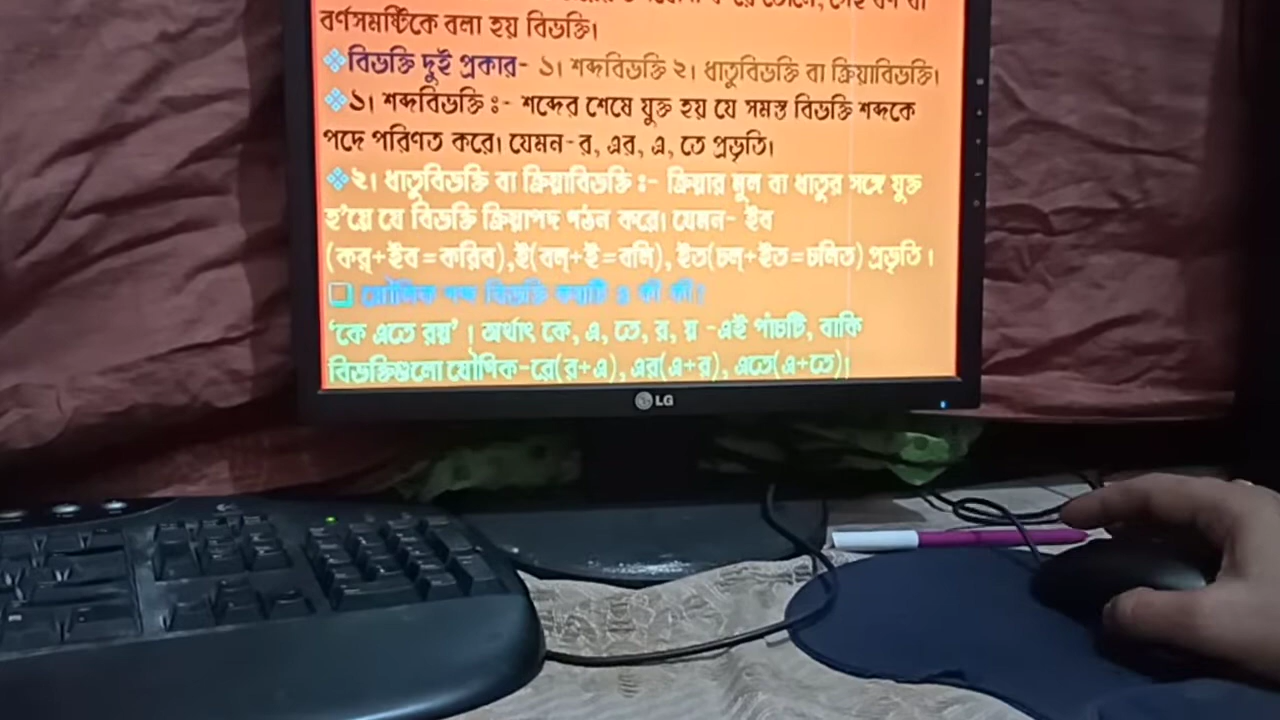 বর্ণসমষ্টিকে বলা হয় বিভক্তি।
❖বিভক্তি দুই প্রকার- ১। শব্দবিভক্তি ২। ধাতুবিভক্তি বা ক্রিয়াবিভক্তি।
❖১। শব্দবিভক্তি ঃ- শব্দের শেষে যুক্ত হয় যে সমস্ত বিভক্তি শব্দকে
পদে পরিণত করে। যেমন- র, এর, এ, তে প্রভৃতি।
❖২। ধাতুবিভক্তি বা ক্রিয়াবিভক্তি ঃ- ক্রিয়ার মূল বা ধাতুর সঙ্গে যুক্ত
হ'য়ে যে বিভক্তি ক্রিয়াপদ গঠন করে। যেমন- ইব
(কর্+ইব=করিব),ই(বল্+ই=বলি), ইত(চল্+ইত=চলিত) প্রভৃতি ।
মৌলিক শব্দ বিভক্তি কয়টি ও কী কী।
'কে এতে রয়' । অর্থাৎ কে, এ, তে, র, য় -এই পাঁচটি, বাকি
বিভক্তিগুলো যৌগিক-রে(র+এ), এর(এ+র), এতে(এ+তে)।
LG